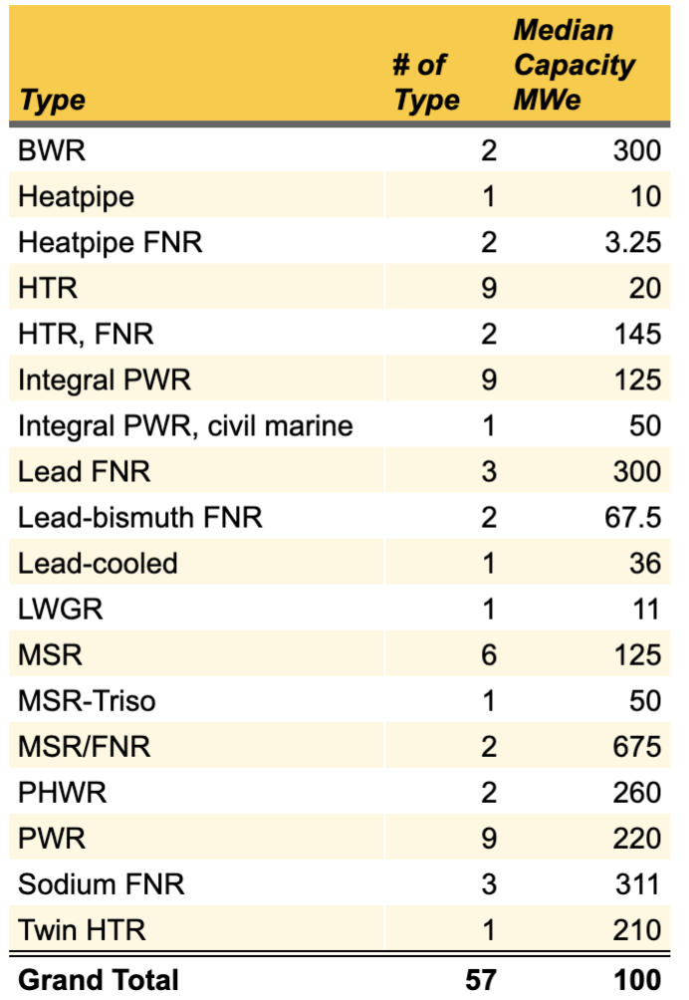 Type # of Type Median Capacity MWe
BWR 2 300
Heatpipe 1 10
Heatpipe FNR 2 3.25
HTR 9 20
HTR, FNR 2 145
Integral PWR 9 125
Integral PWR, civil marine 1 50
Lead FNR 3 300
Lead-bismuth FNR 2 67.5
Lead-cooled 1 36
LWGR 1 11
MSR 6 125
MSR-Triso 1 50
MSR/FNR 2 675
PHWR 2 260
PWR 9 220
Sodium FNR 3 311
Twin HTR 1 210
Grand Total 57 100